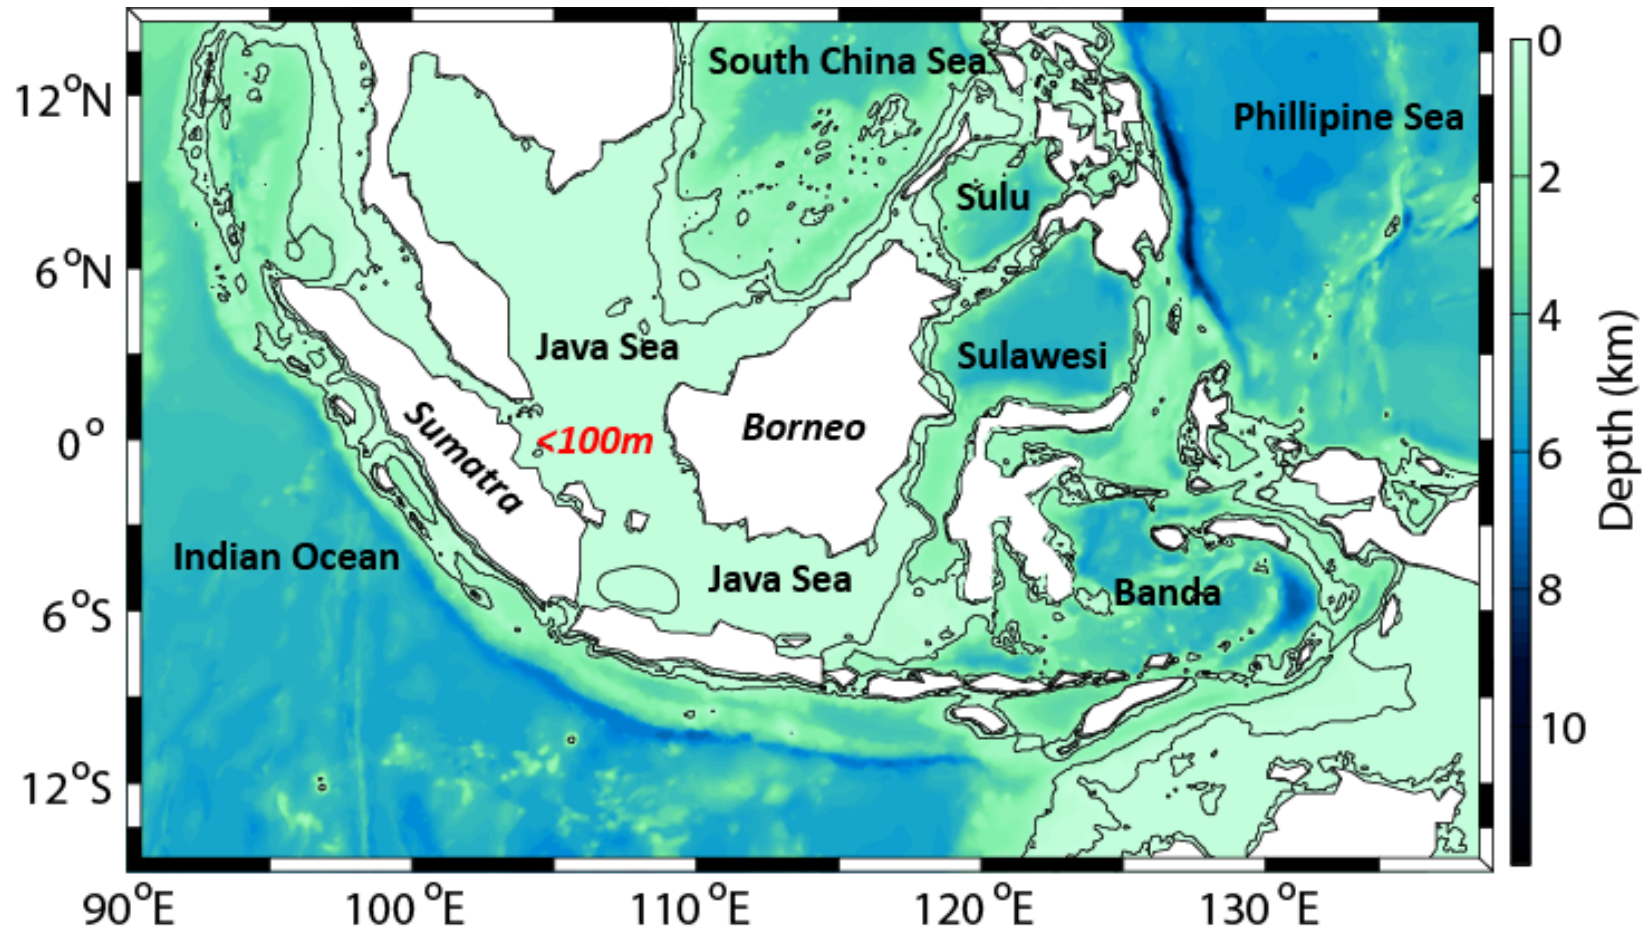 South China Sea
Phillipine Sea
Sulu
Java Sea
Sulawesi
Sumatra
<100m
Borneo
Indian Ocean
Java Sea
Banda
12°N
6°N
0°
6°S
12°S
90°E
100°E
110°E
120°E
130°E
0
2
4
6
8
10
Depth (km)